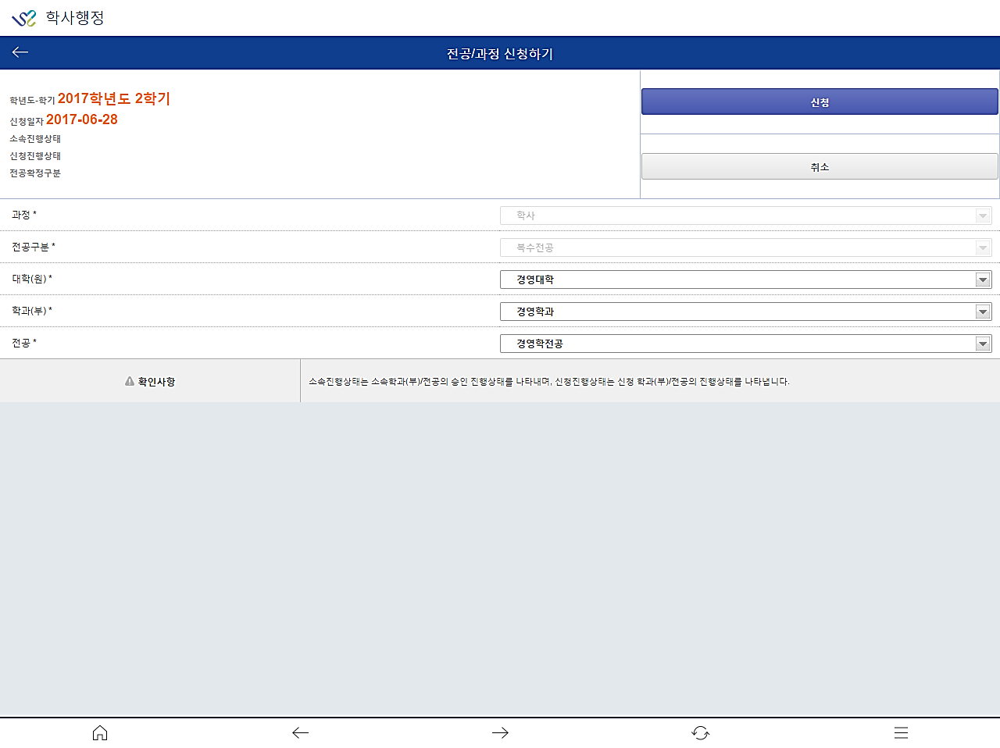 학사행정
전공/과정 신청하기
학년도-학기 2017학년도 2학기
신청일자 2017-06-28
소속진행상태
신청진행상태
전공확정구분
신청
취소
과정 * 학사
전공구분 * 복수전공
대학(원) * 경영대학
학과(부) * 경영학과
전공 * 경영학전공
확인사항 소속진행상태는 소속학과(부)/전공의 승인 진행상태를 나타내며, 신청진행상태는 신청 학과(부)/전공의 진행상태를 나타냅니다.